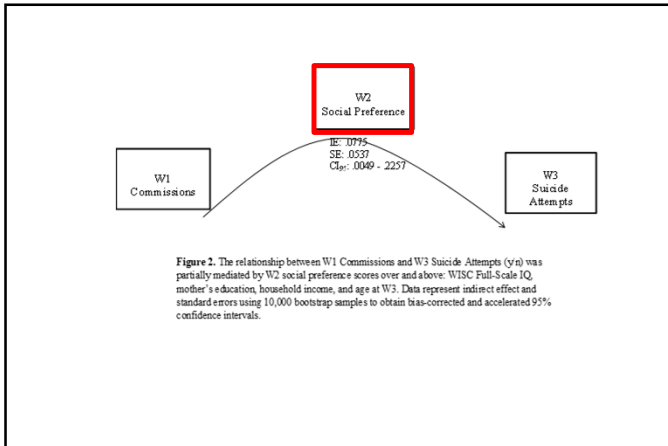 W2
Social Preference
IE: .0775
SE: .0537
CI₉₅: .0049 - .2257
W1
Commissions
W3
Suicide
Attempts
Figure 2. The relationship between W1 Commissions and W3 Suicide Attempts (y/n) was
partially mediated by W2 social preference scores over and above: WISC Full-Scale IQ,
mother's education, household income, and age at W3. Data represent indirect effect and
standard errors using 10,000 bootstrap samples to obtain bias-corrected and accelerated 95%
confidence intervals.